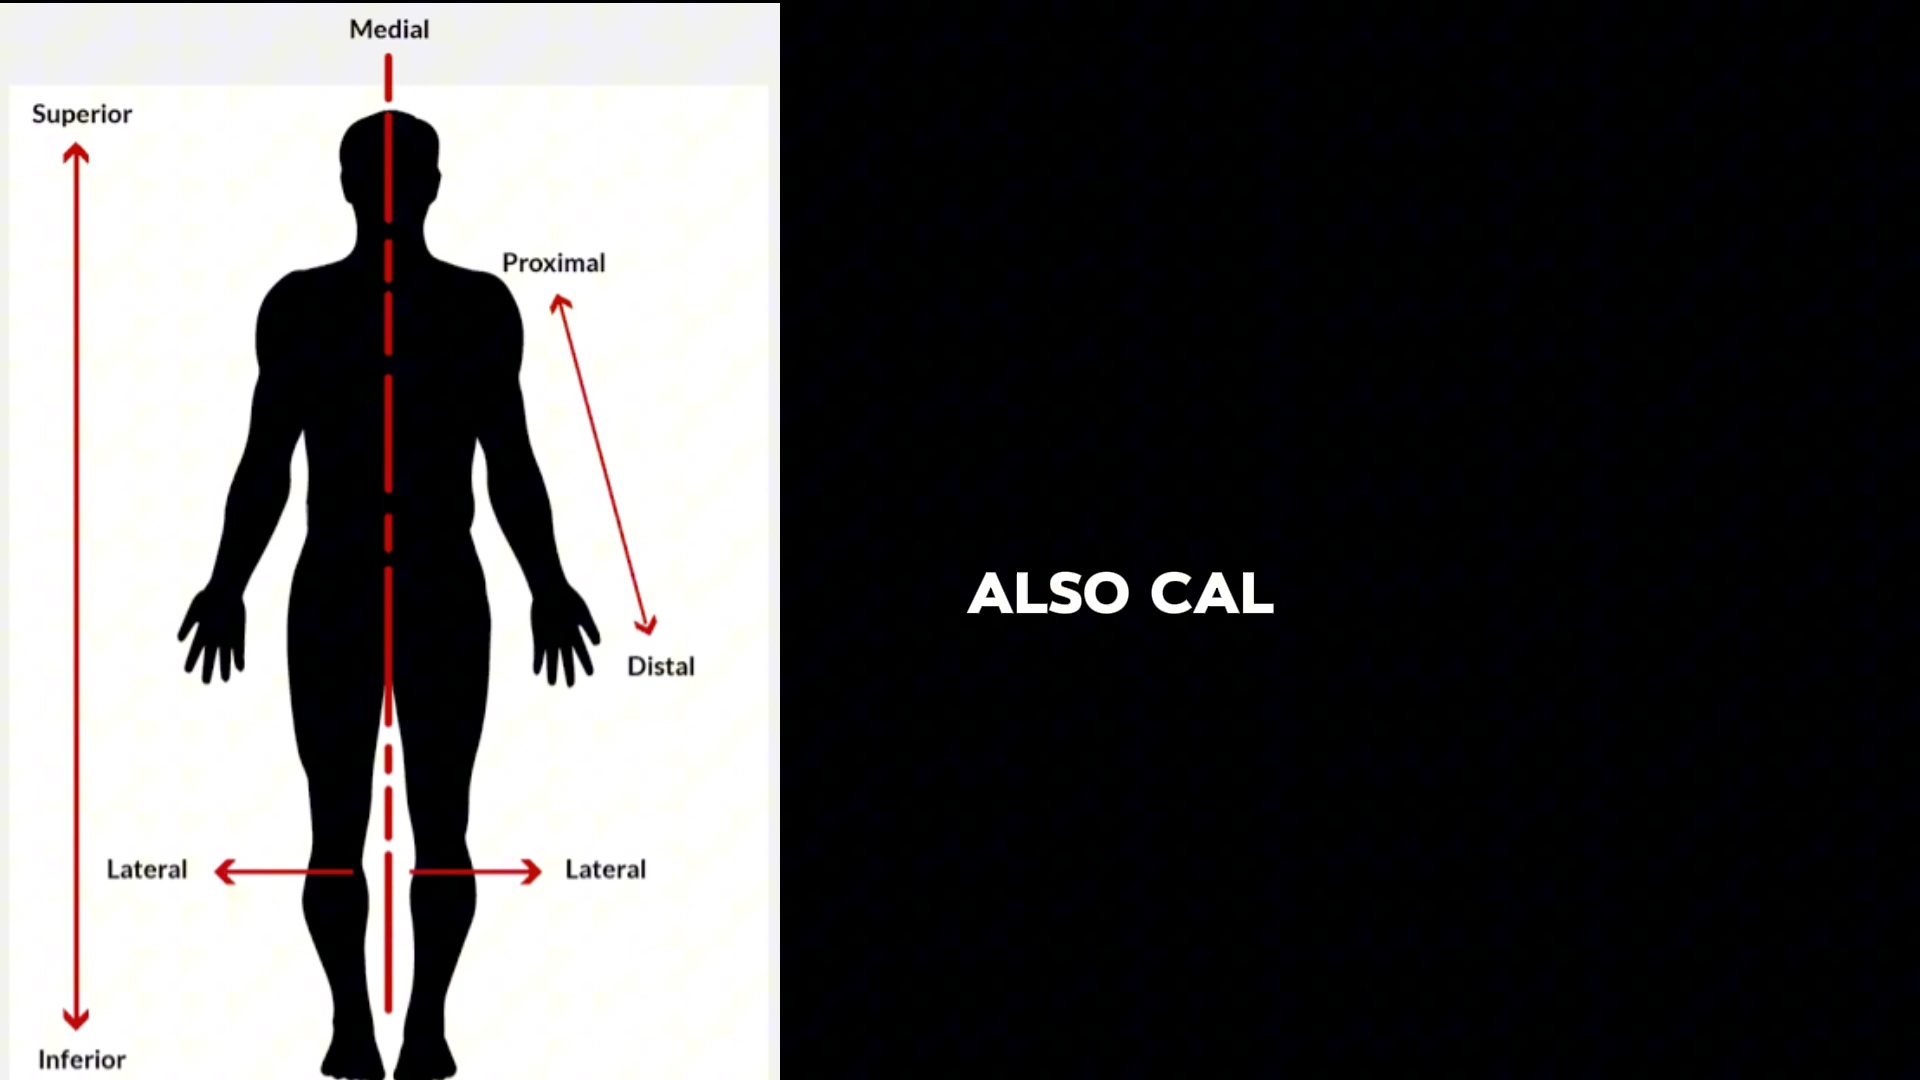 Medial
Superior
Proximal
Distal
Lateral
Lateral
Inferior
ALSO CAL